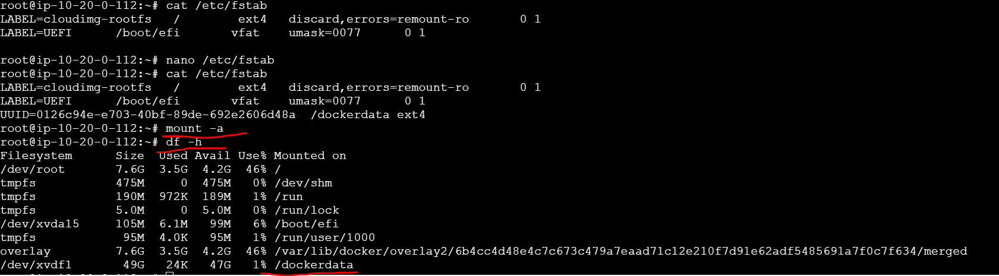 root@ip-10-20-0-112:~# cat /etc/fstab
LABEL=cloudimg-rootfs   /        ext4   discard,errors=remount-ro       0 1
LABEL=UEFI      /boot/efi       vfat    umask=0077      0 1
root@ip-10-20-0-112:~# nano /etc/fstab
root@ip-10-20-0-112:~# cat /etc/fstab
LABEL=cloudimg-rootfs   /        ext4   discard,errors=remount-ro       0 1
LABEL=UEFI      /boot/efi       vfat    umask=0077      0 1
UUID=0126c94e-e703-40bf-89de-692e2606d48a  /dockerdata ext4
root@ip-10-20-0-112:~# mount -a
root@ip-10-20-0-112:~# df -h
Filesystem      Size  Used Avail Use% Mounted on
/dev/root       7.6G  3.5G  4.2G  46% /
tmpfs           475M     0  475M   0% /dev/shm
tmpfs           190M  972K  189M   1% /run
tmpfs           5.0M     0  5.0M   0% /run/lock
/dev/xvda15     105M  6.1M   99M   6% /boot/efi
tmpfs            95M  4.0K   95M   1% /run/user/1000
overlay         7.6G  3.5G  4.2G  46% /var/lib/docker/overlay2/6b4cc4d48e4c7c673c479a7eaad71c12e210f7d91e62adf5485691a7f0c7f634/merged
/dev/xvdf1       49G   24K   47G   1% /dockerdata